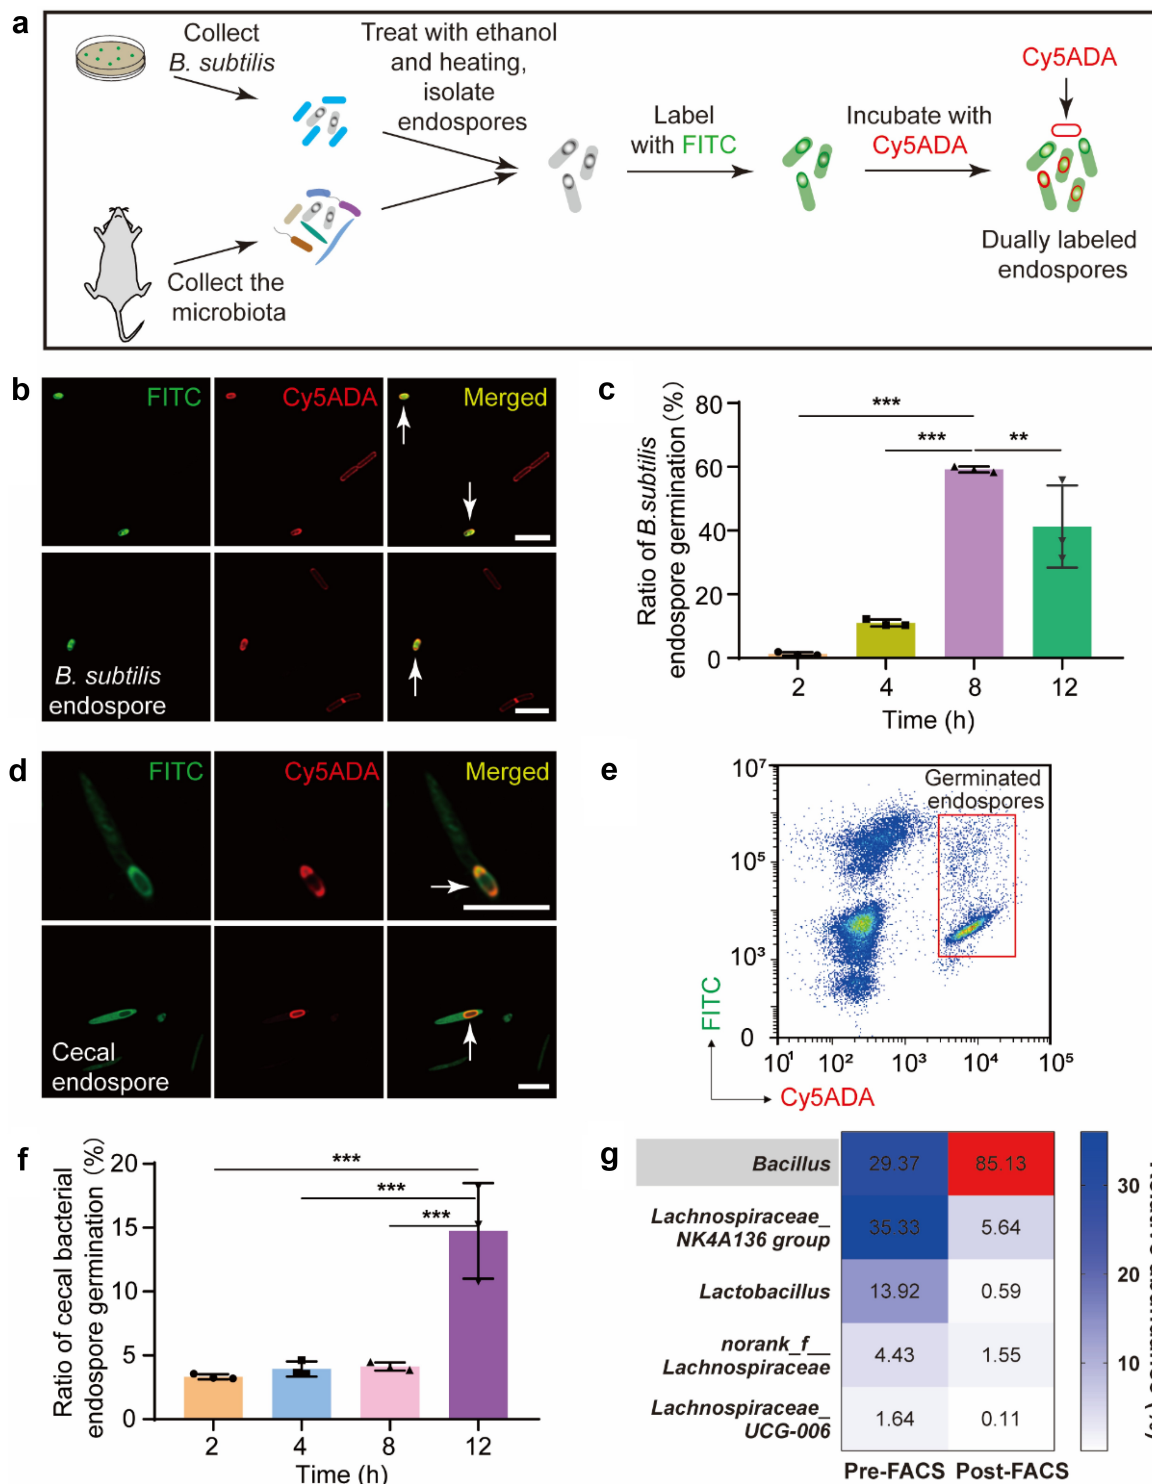 a
Collect
B. subtilis
Treat with ethanol
and heating,
isolate
endospores
Label
with FITC
Incubate with
Cy5ADA
Cy5ADA
Dually labeled
endospores
Collect the
microbiota
b
FITC
Cy5ADA
Merged
B. subtilis
endospore
c
Ratio of B.subtilis
endospore germination (%)
80
60
40
20
0
***
***
**
2
4
8
12
Time (h)
d
FITC
Cy5ADA
Merged
Cecal
endospore
e
Germinated
endospores
10⁷
10⁵
10³
0
FITC
10¹
10²
10³
10⁴
10⁵
Cy5ADA
f
Ratio of cecal bacterial
endospore germination (%)
20
15
10
5
0
***
***
***
2
4
8
12
Time (h)
g
Bacillus
29.37
85.13
Lachnospiraceae_
NK4A136 group
35.33
5.64
Lactobacillus
13.92
0.59
norank_f__
Lachnospiraceae
4.43
1.55
Lachnospiraceae_
UCG-006
1.64
0.11
Pre-FACS
Post-FACS
30
20
10